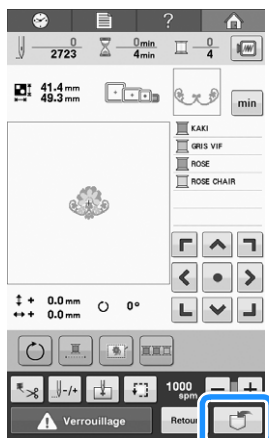 ?
0
2723
0min
4min
0
4
41.4 mm
49.3 mm
min
KAKI
GRIS VIF
ROSE
ROSE CHAIR
+ 0.0 mm
+ 0.0 mm
0°
-/+
1000
spm
- +
Verrouillage
Retour